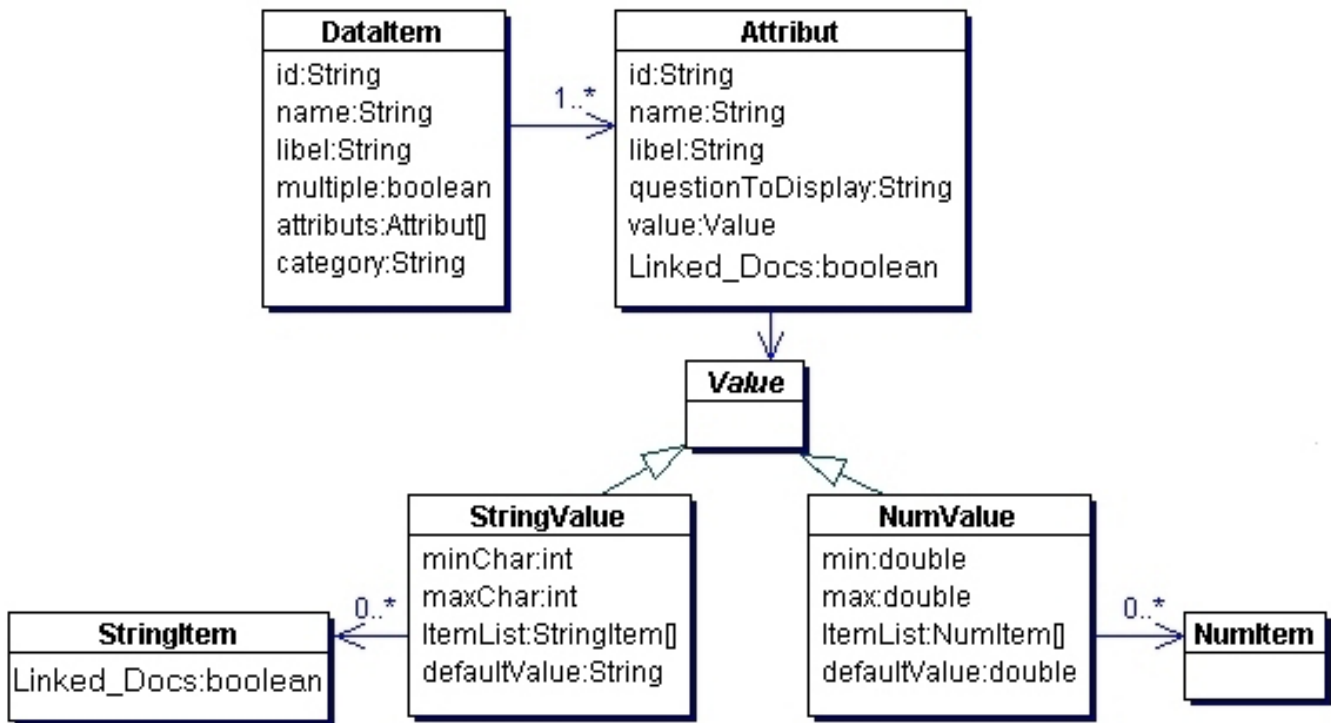 DataItem
id:String
name:String
libel:String
multiple:boolean
attributs:Attribut[]
category:String
1..*
Attribut
id:String
name:String
libel:String
questionToDisplay:String
value:Value
Linked_Docs:boolean
Value
StringValue
minChar:int
maxChar:int
ItemList:StringItem[]
defaultValue:String
0..*
StringItem
Linked_Docs:boolean
NumValue
min:double
max:double
ItemList:NumItem[]
defaultValue:double
0..*
NumItem